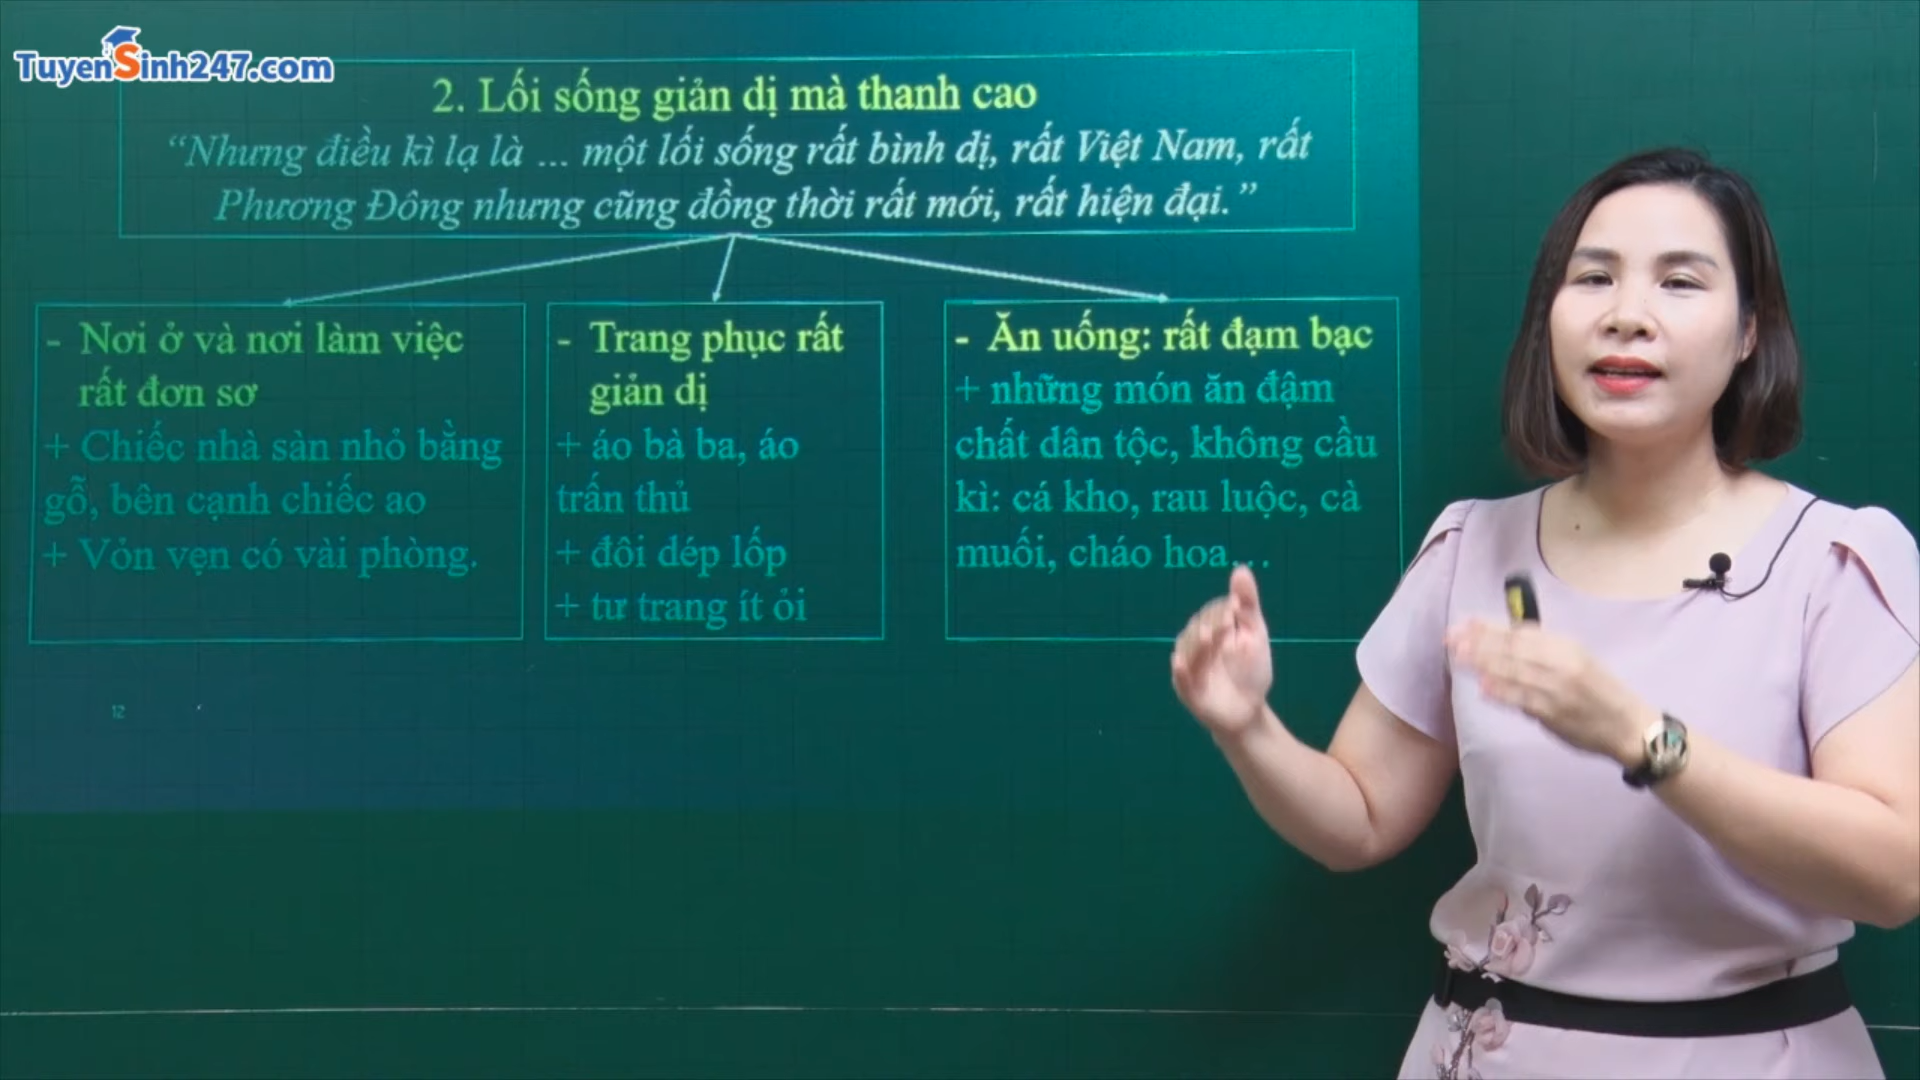 TuyenSinh247.com
2. Lối sống giản dị mà thanh cao
“Nhưng điều kì lạ là ... một lối sống rất bình dị, rất Việt Nam, rất
Phương Đông nhưng cũng đồng thời rất mới, rất hiện đại.”
- Nơi ở và nơi làm việc
rất đơn sơ
+ Chiếc nhà sàn nhỏ bằng
gỗ, bên cạnh chiếc ao
+ Vỏn vẹn có vài phòng.
- Trang phục rất
giản dị
+ áo bà ba, áo
trấn thủ
+ đôi dép lốp
+ tư trang ít ỏi
- Ăn uống: rất đạm bạc
+ những món ăn đậm
chất dân tộc, không cầu
kì: cá kho, rau luộc, cà
muối, cháo hoa...
12